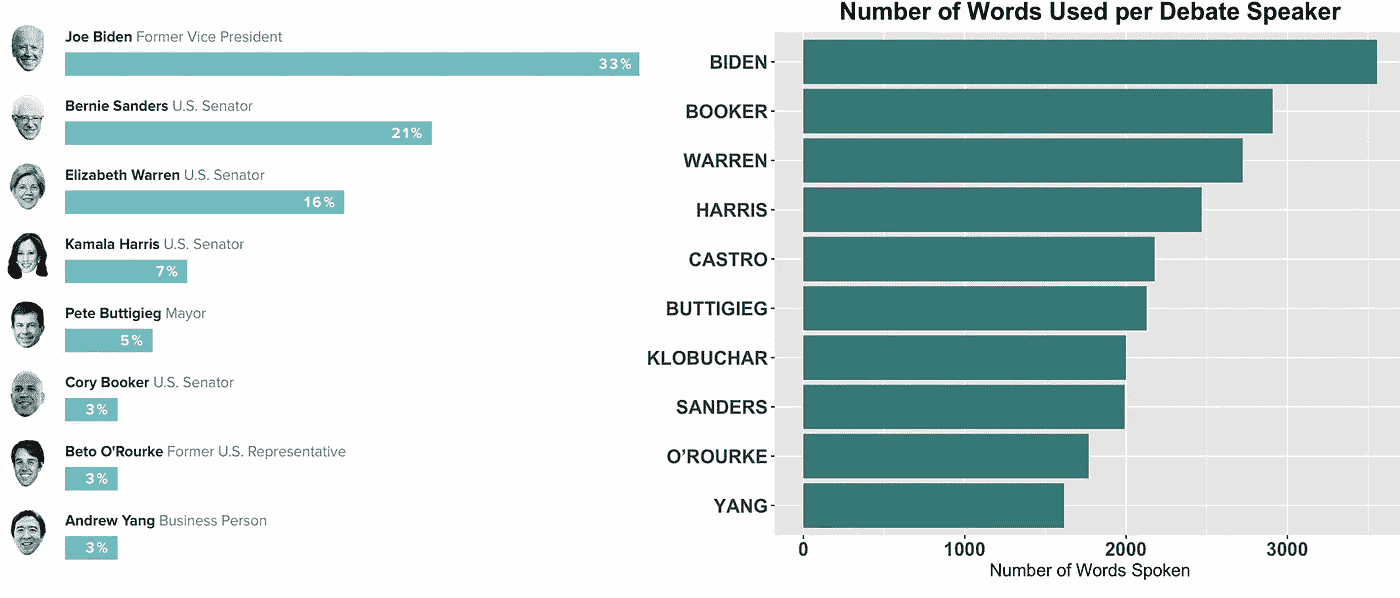 Joe Biden Former Vice President
33%
Bernie Sanders U.S. Senator
21%
Elizabeth Warren U.S. Senator
16%
Kamala Harris U.S. Senator
7%
Pete Buttigieg Mayor
5%
Cory Booker U.S. Senator
3%
Beto O'Rourke Former U.S. Representative
3%
Andrew Yang Business Person
3%
Number of Words Used per Debate Speaker
BIDEN
BOOKER
WARREN
HARRIS
CASTRO
BUTTIGIEG
KLOBUCHAR
SANDERS
O’ROURKE
YANG
0 1000 2000 3000
Number of Words Spoken